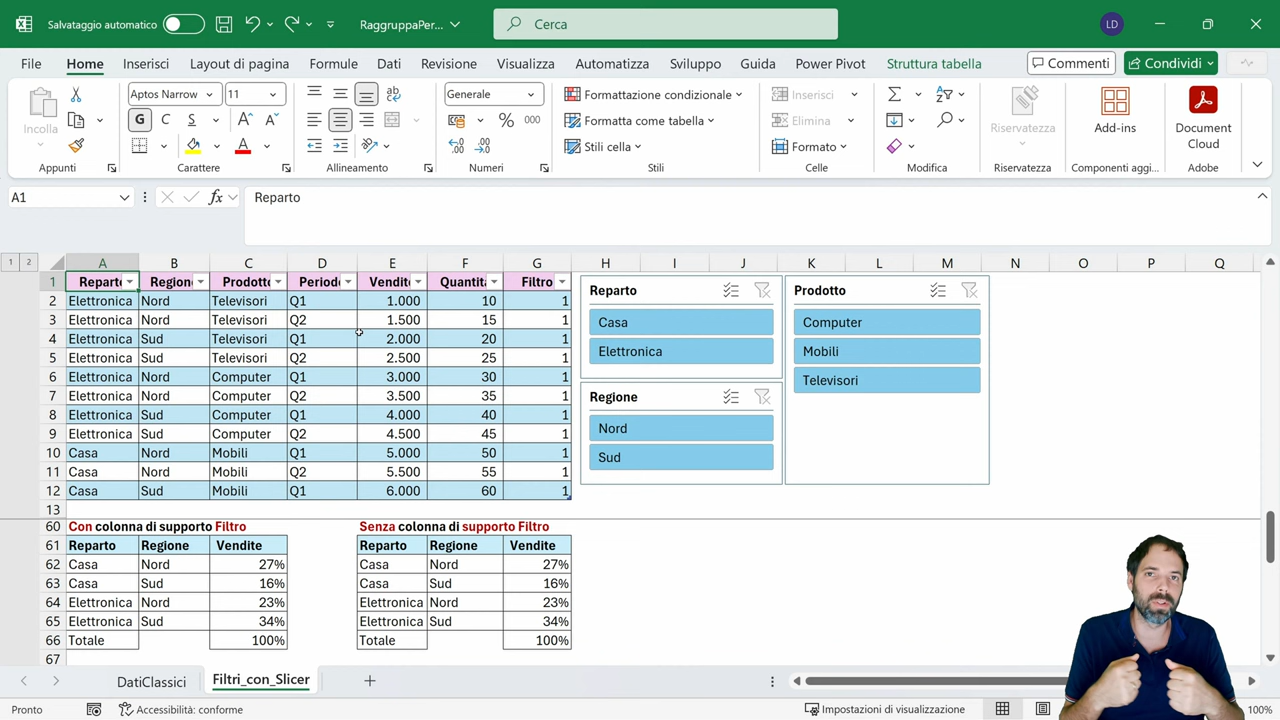 Salvataggio automatico
RaggruppaPer...
Cerca
LD
File Home Inserisci Layout di pagina Formule Dati Revisione Visualizza Automatizza Sviluppo Guida Power Pivot Struttura tabella Commenti Condividi
Incolla
Appunti
Aptos Narrow 11
G C S
Carattere
Allineamento
Generale
% 000
Numeri
Formattazione condizionale
Formatta come tabella
Stili cella
Stili
Inserisci
Elimina
Formato
Celle
Modifica
Riservatezza
Riservatezza
Add-ins
Componenti aggi...
Document Cloud
Adobe
A1 fx Reparto
1 2 A B C D E F G H I J K L M N O P Q
1 Reparto Regione Prodotto Periodo Vendite Quantità Filtro
2 Elettronica Nord Televisori Q1 1.000 10 1
3 Elettronica Nord Televisori Q2 1.500 15 1
4 Elettronica Sud Televisori Q1 2.000 20 1
5 Elettronica Sud Televisori Q2 2.500 25 1
6 Elettronica Nord Computer Q1 3.000 30 1
7 Elettronica Nord Computer Q2 3.500 35 1
8 Elettronica Sud Computer Q1 4.000 40 1
9 Elettronica Sud Computer Q2 4.500 45 1
10 Casa Nord Mobili Q1 5.000 50 1
11 Casa Nord Mobili Q2 5.500 55 1
12 Casa Sud Mobili Q1 6.000 60 1
13
Reparto
Casa
Elettronica
Regione
Nord
Sud
Prodotto
Computer
Mobili
Televisori
60 Con colonna di supporto Filtro Senza colonna di supporto Filtro
61 Reparto Regione Vendite Reparto Regione Vendite
62 Casa Nord 27% Casa Nord 27%
63 Casa Sud 16% Casa Sud 16%
64 Elettronica Nord 23% Elettronica Nord 23%
65 Elettronica Sud 34% Elettronica Sud 34%
66 Totale 100% Totale 100%
67
DatiClassici Filtri_con_Slicer
Pronto Accessibilità: conforme Impostazioni di visualizzazione 100%